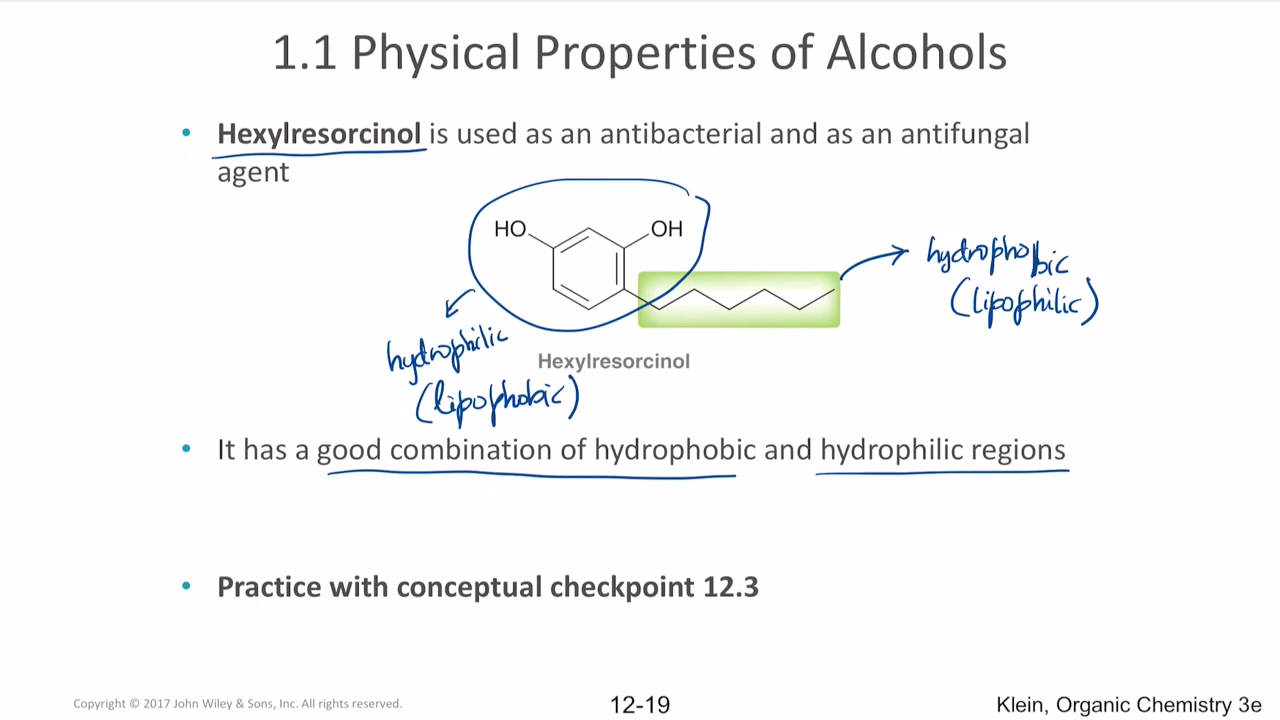 1.1 Physical Properties of Alcohols
• Hexylresorcinol is used as an antibacterial and as an antifungal
agent
HO
OH
hydrophobic
(lipophilic)
hydrophilic
(lipophobic)
Hexylresorcinol
• It has a good combination of hydrophobic and hydrophilic regions
• Practice with conceptual checkpoint 12.3
Copyright © 2017 John Wiley & Sons, Inc. All rights reserved.
12-19
Klein, Organic Chemistry 3e